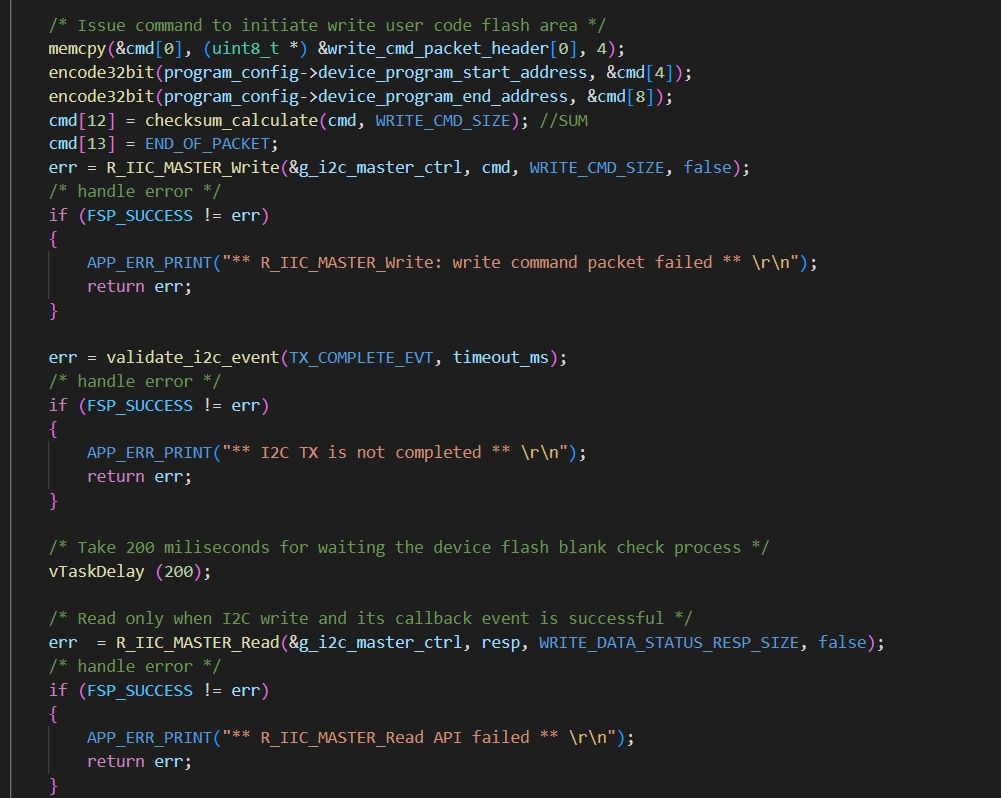 /* Issue command to initiate write user code flash area */
memcpy(&cmd[0], (uint8_t *) &write_cmd_packet_header[0], 4);
encode32bit(program_config->device_program_start_address, &cmd[4]);
encode32bit(program_config->device_program_end_address, &cmd[8]);
cmd[12] = checksum_calculate(cmd, WRITE_CMD_SIZE); //SUM
cmd[13] = END_OF_PACKET;
err = R_IIC_MASTER_Write(&g_i2c_master_ctrl, cmd, WRITE_CMD_SIZE, false);
/* handle error */
if (FSP_SUCCESS != err)
{
    APP_ERR_PRINT("** R_IIC_MASTER_Write: write command packet failed ** \r\n");
    return err;
}

err = validate_i2c_event(TX_COMPLETE_EVT, timeout_ms);
/* handle error */
if (FSP_SUCCESS != err)
{
    APP_ERR_PRINT("** I2C TX is not completed ** \r\n");
    return err;
}

/* Take 200 miliseconds for waiting the device flash blank check process */
vTaskDelay (200);

/* Read only when I2C write and its callback event is successful */
err  = R_IIC_MASTER_Read(&g_i2c_master_ctrl, resp, WRITE_DATA_STATUS_RESP_SIZE, false);
/* handle error */
if (FSP_SUCCESS != err)
{
    APP_ERR_PRINT("** R_IIC_MASTER_Read API failed ** \r\n");
    return err;
}